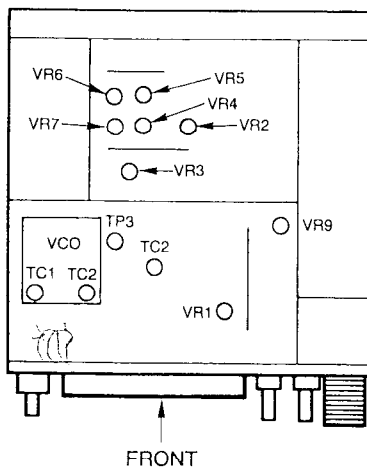 VR6 VR5
VR4
VR7 VR2
VR3
TP3 VR9
VCO TC2
TC1 TC2
VR1
FRONT